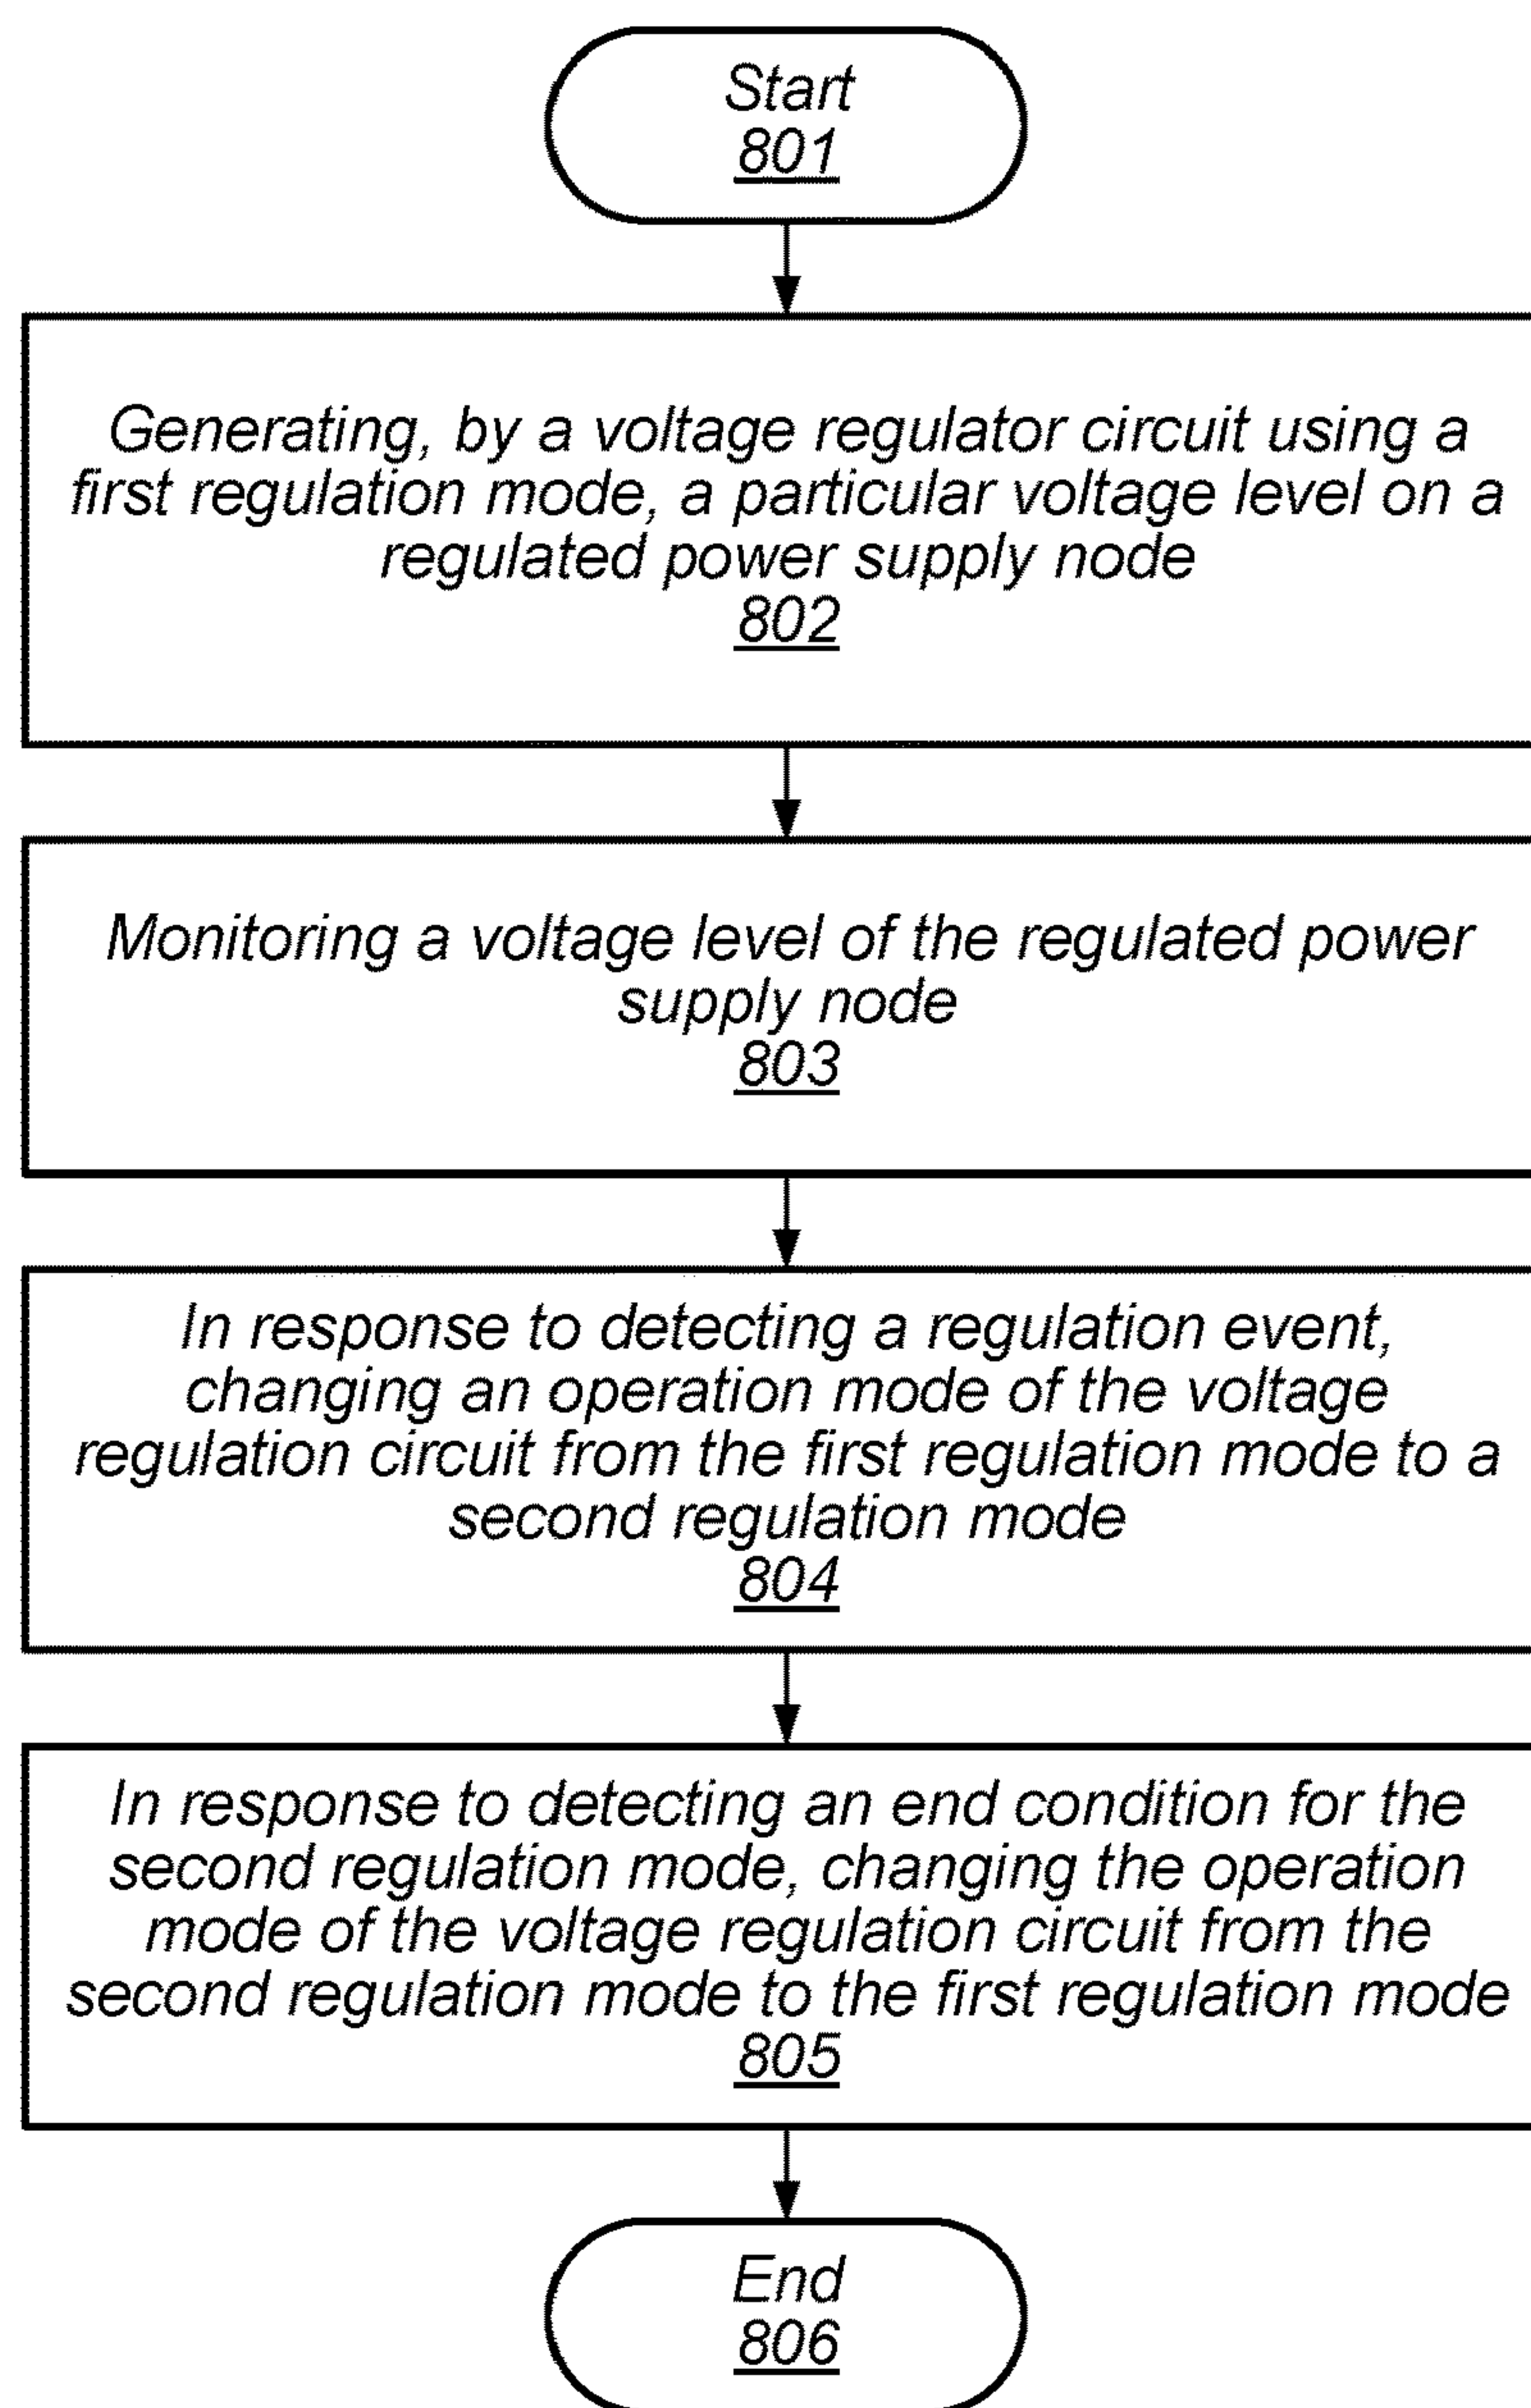 Start
801
Generating, by a voltage regulator circuit using a
first regulation mode, a particular voltage level on a
regulated power supply node
802
Monitoring a voltage level of the regulated power
supply node
803
In response to detecting a regulation event,
changing an operation mode of the voltage
regulation circuit from the first regulation mode to a
second regulation mode
804
In response to detecting an end condition for the
second regulation mode, changing the operation
mode of the voltage regulation circuit from the
second regulation mode to the first regulation mode
805
End
806